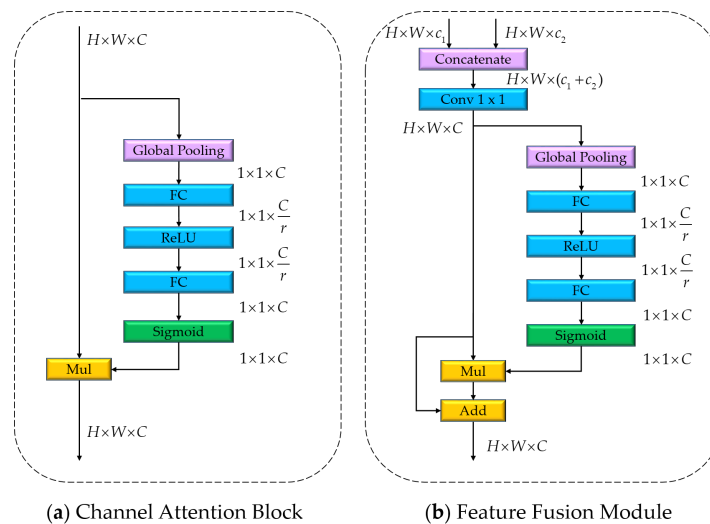 H×W×C
Global Pooling
1×1×C
FC
1×1×C/r
ReLU
1×1×C/r
FC
1×1×C
Sigmoid
1×1×C
Mul
H×W×C
(a) Channel Attention Block
H×W×c₁ H×W×c₂
Concatenate
H×W×(c₁+c₂)
Conv 1 x 1
H×W×C
Global Pooling
1×1×C
FC
1×1×C/r
ReLU
1×1×C/r
FC
1×1×C
Sigmoid
1×1×C
Mul
Add
H×W×C
(b) Feature Fusion Module